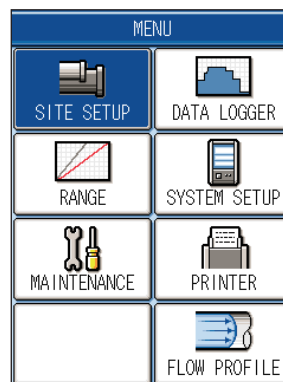 MENU
SITE SETUP
DATA LOGGER
RANGE
SYSTEM SETUP
MAINTENANCE
PRINTER
FLOW PROFILE